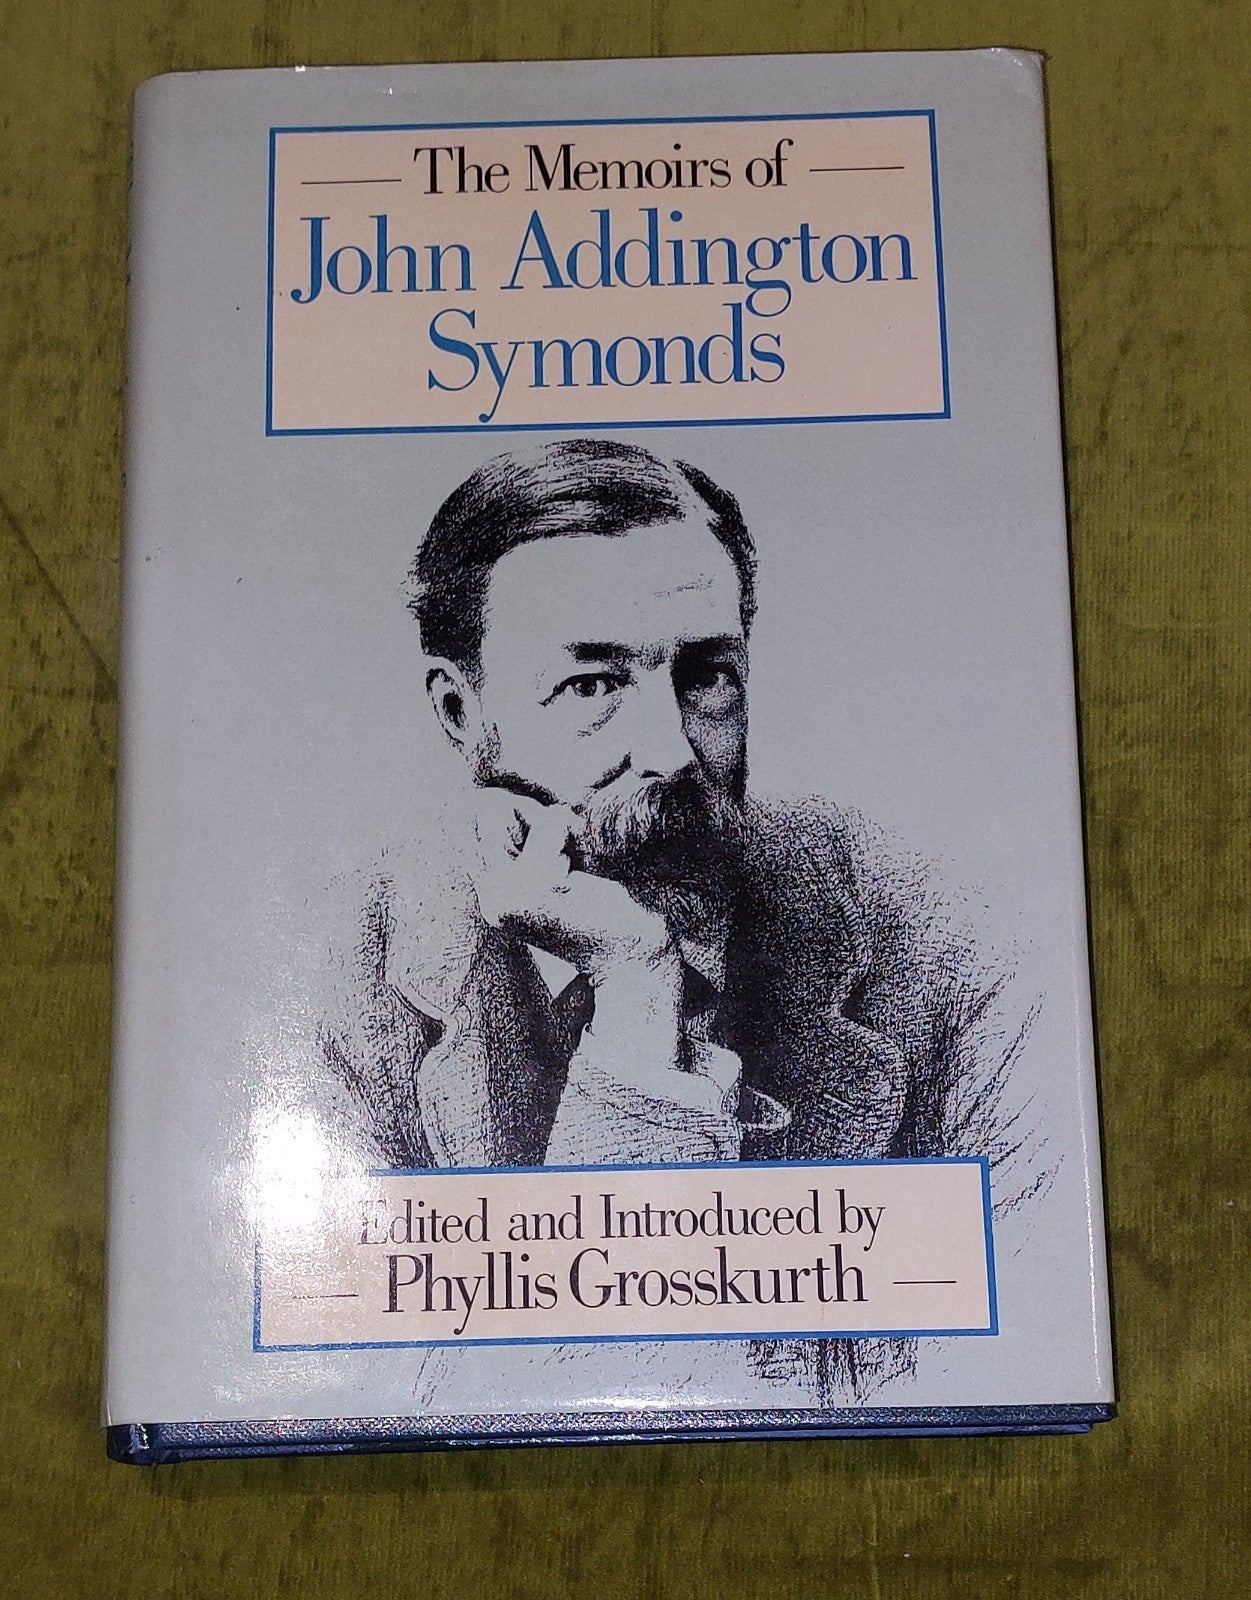 The Memoirs of
John Addington
Symonds
Edited and Introduced by
Phyllis Grosskurth